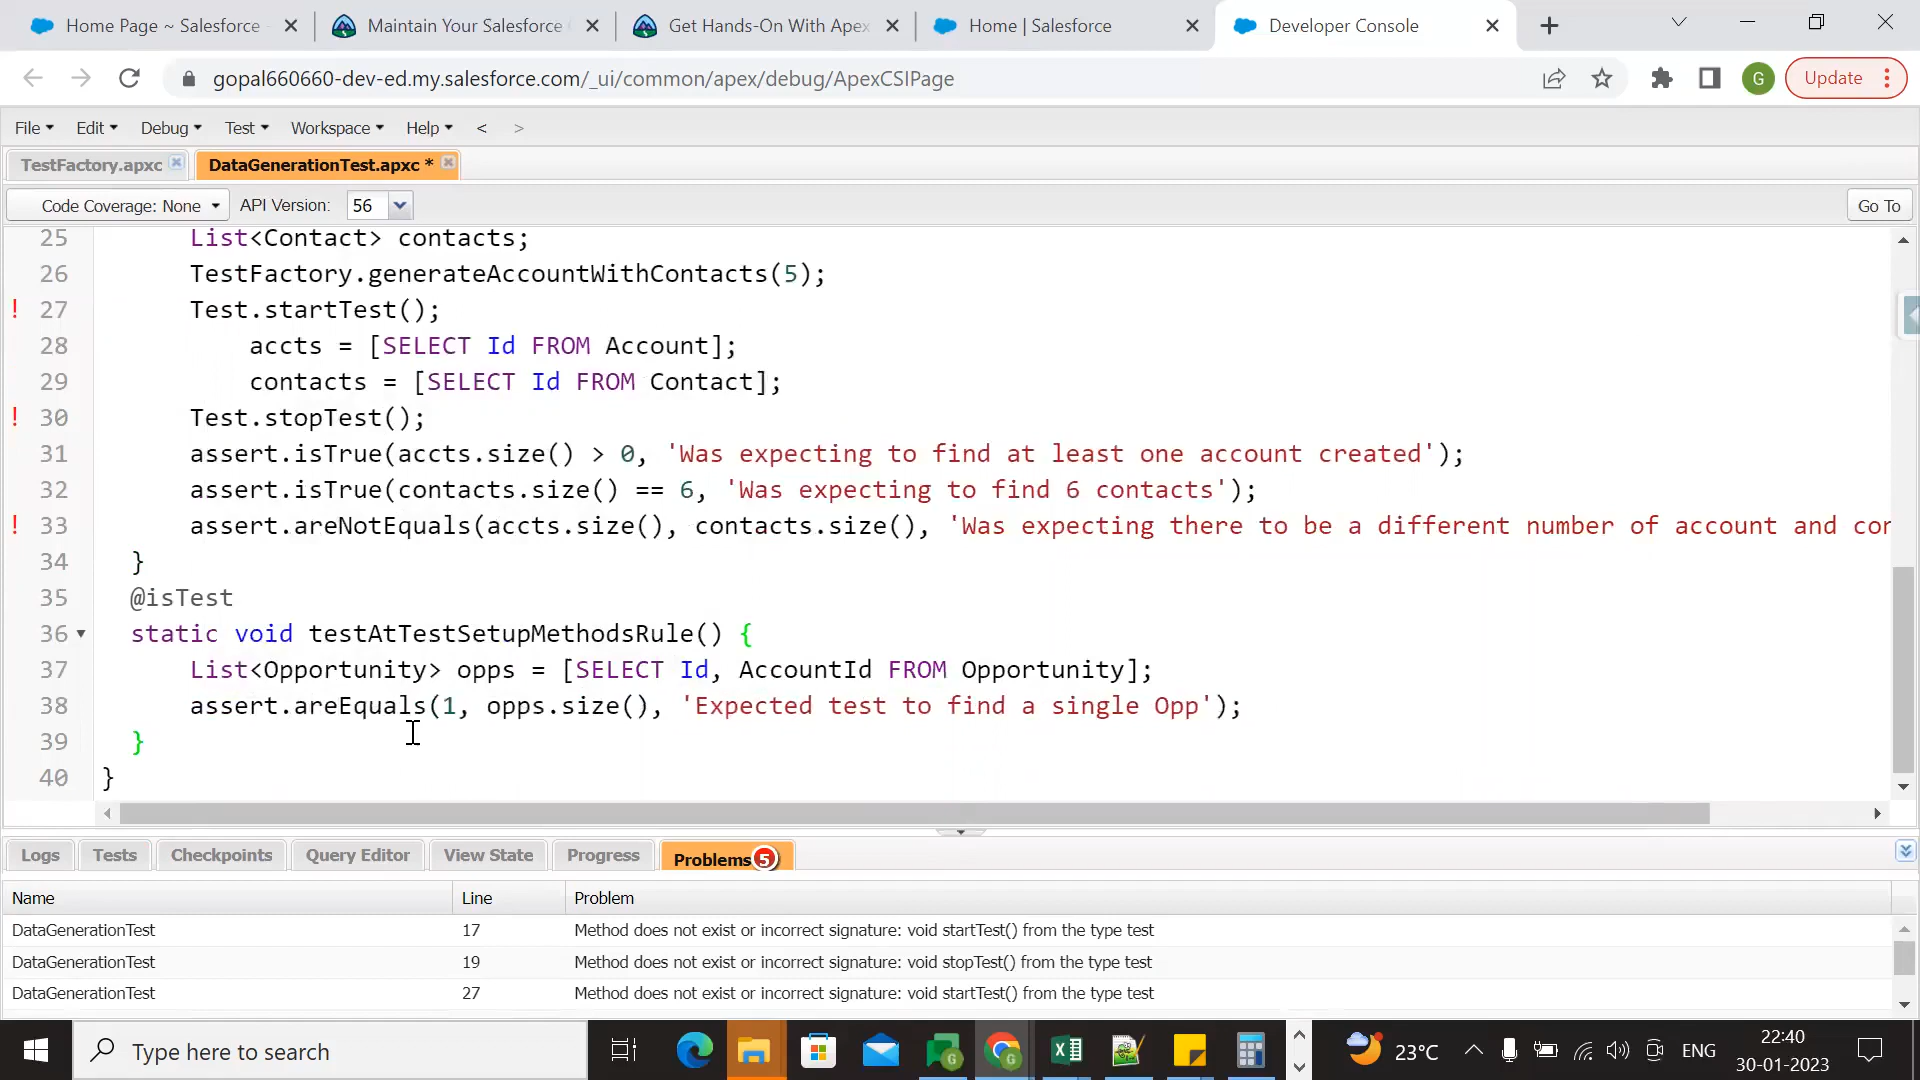 Home Page ~ Salesforce
Maintain Your Salesforce
Get Hands-On With Apex
Home | Salesforce
Developer Console
gopal660660-dev-ed.my.salesforce.com/_ui/common/apex/debug/ApexCSIPage
G
Update
File Edit Debug Test Workspace Help < >
TestFactory.apxc
DataGenerationTest.apxc *
Code Coverage: None
API Version:
56
Go To
25 List<Contact> contacts;
26 TestFactory.generateAccountWithContacts(5);
! 27 Test.startTest();
28 accts = [SELECT Id FROM Account];
29 contacts = [SELECT Id FROM Contact];
! 30 Test.stopTest();
31 assert.isTrue(accts.size() > 0, 'Was expecting to find at least one account created');
32 assert.isTrue(contacts.size() == 6, 'Was expecting to find 6 contacts');
! 33 assert.areNotEquals(accts.size(), contacts.size(), 'Was expecting there to be a different number of account and con
34 }
35 @isTest
36 static void testAtTestSetupMethodsRule() {
37 List<Opportunity> opps = [SELECT Id, AccountId FROM Opportunity];
38 assert.areEquals(1, opps.size(), 'Expected test to find a single Opp');
39 }
40 }
Logs Tests Checkpoints Query Editor View State Progress Problems 5
Name Line Problem
DataGenerationTest 17 Method does not exist or incorrect signature: void startTest() from the type test
DataGenerationTest 19 Method does not exist or incorrect signature: void stopTest() from the type test
DataGenerationTest 27 Method does not exist or incorrect signature: void startTest() from the type test
Type here to search
23°C
ENG
22:40
30-01-2023